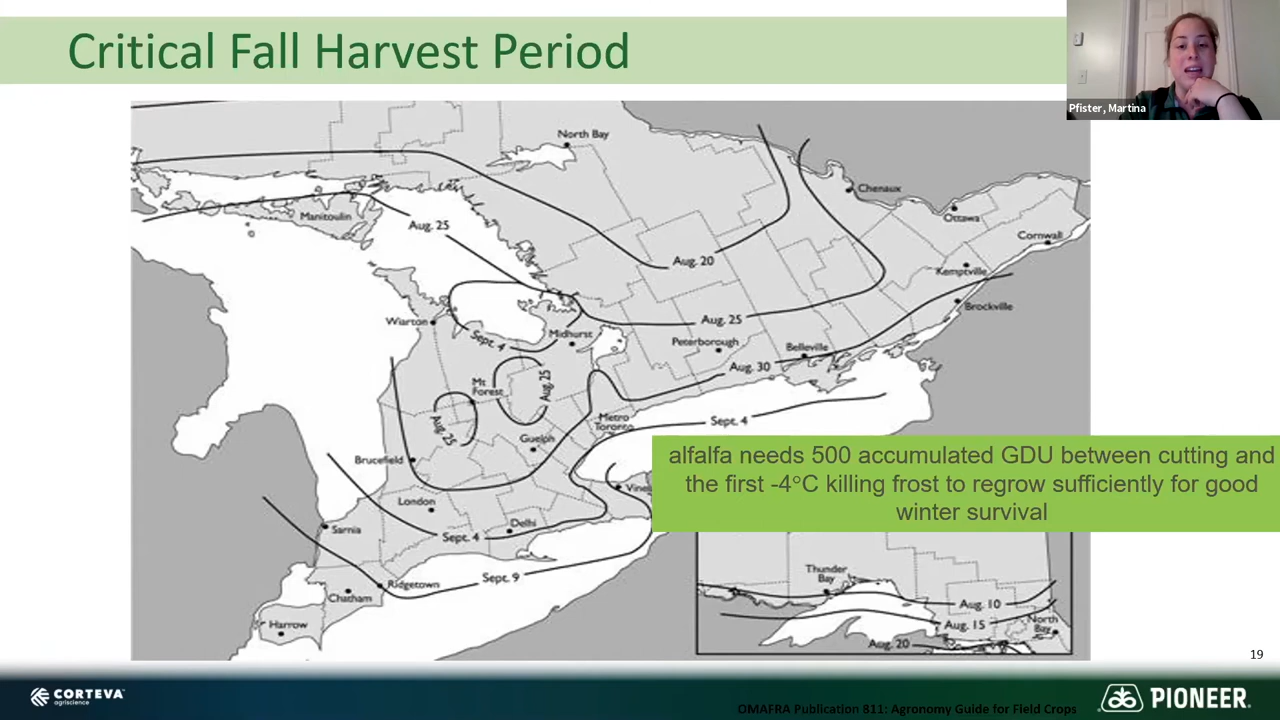 Critical Fall Harvest Period
Pfister, Martina
North Bay
Chenaux
Ottawa
Manitoulin
Aug. 25
Cornwall
Aug. 20
Kemptville
Brockville
Wiarton
Sept. 4
Midhurst
Aug. 25
Peterborough
Belleville
Aug. 30
Mt
Forest
Aug. 25
Aug. 25
Metro
Toronto
Sept. 4
Guelph
Brucefield
alfalfa needs 500 accumulated GDU between cutting and
the first -4°C killing frost to regrow sufficiently for good
winter survival
London
Delhi
Sarnia
Sept. 4
Sept. 9
Ridgetown
Chatham
Harrow
Thunder
Bay
Aug. 10
Aug. 15
North
Bay
Aug. 20
19
CORTEVA
agriscience
OMAFRA Publication 811: Agronomy Guide for Field Crops
PIONEER